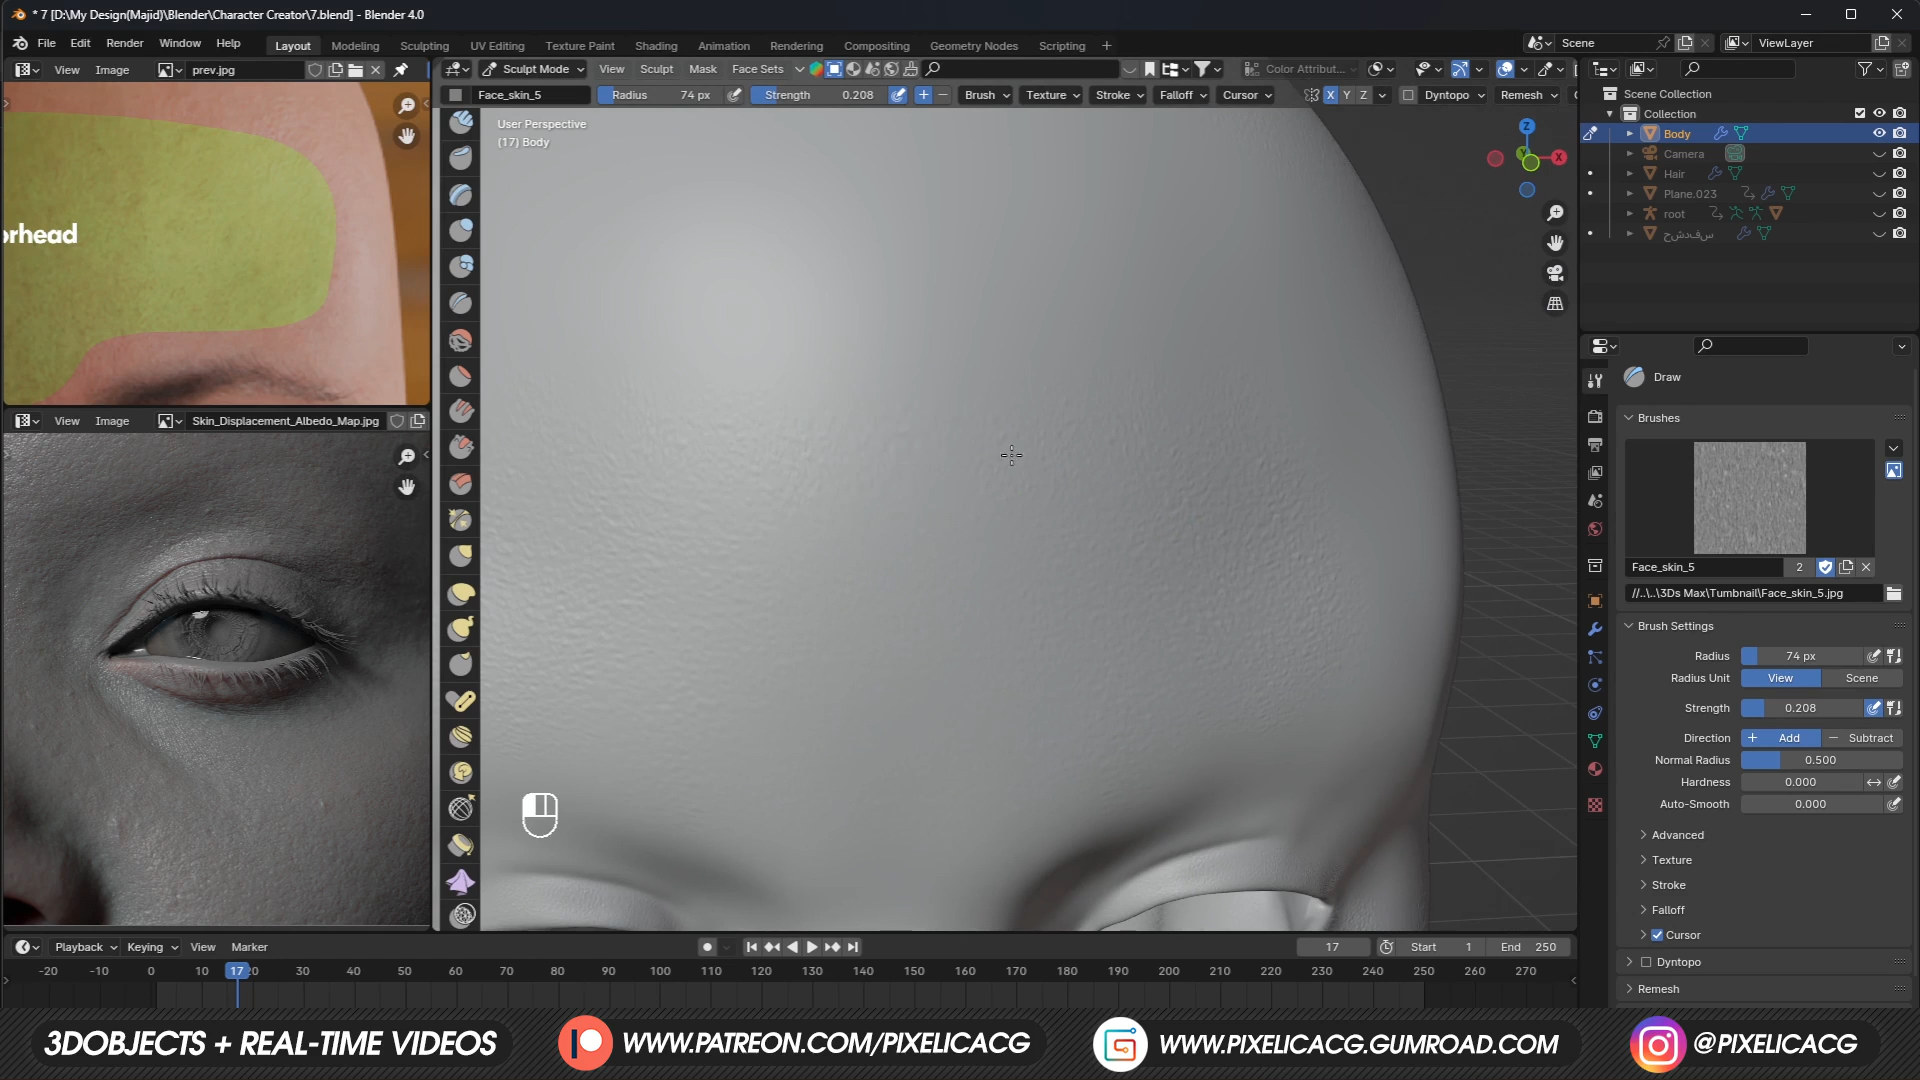 * 7 [D:\My Design(Majid)\Blender\Character Creator\7.blend] - Blender 4.0
File Edit Render Window Help Layout Modeling Sculpting UV Editing Texture Paint Shading Animation Rendering Compositing Geometry Nodes Scripting + Scene ViewLayer
View Image prev.jpg Sculpt Mode View Sculpt Mask Face Sets Color Attribut...
Face_skin_5 Radius 74 px Strength 0.208 Brush Texture Stroke Falloff Cursor X Y Z Dyntopo Remesh
User Perspective
(17) Body
Z
Y
X
orhead
View Image Skin_Displacement_Albedo_Map.jpg
Scene Collection
Collection
Body
Camera
Hair
Plane.023
root
Draw
Brushes
Face_skin_5 2
//..\..\3Ds Max\Tumbnail\Face_skin_5.jpg
Brush Settings
Radius 74 px
Radius Unit View Scene
Strength 0.208
Direction + Add − Subtract
Normal Radius 0.500
Hardness 0.000
Auto-Smooth 0.000
Advanced
Texture
Stroke
Falloff
Cursor
Dyntopo
Remesh
Playback Keying View Marker 17 Start 1 End 250
-20 -10 0 10 17 20 30 40 50 60 70 80 90 100 110 120 130 140 150 160 170 180 190 200 210 220 230 240 250 260 270
3DOBJECTS + REAL-TIME VIDEOS WWW.PATREON.COM/PIXELICACG WWW.PIXELICACG.GUMROAD.COM @PIXELICACG